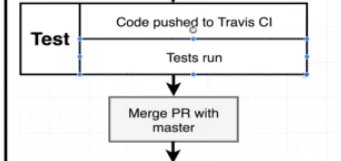 Code pushed to Travis CI
Test
Tests run
Merge PR with
master